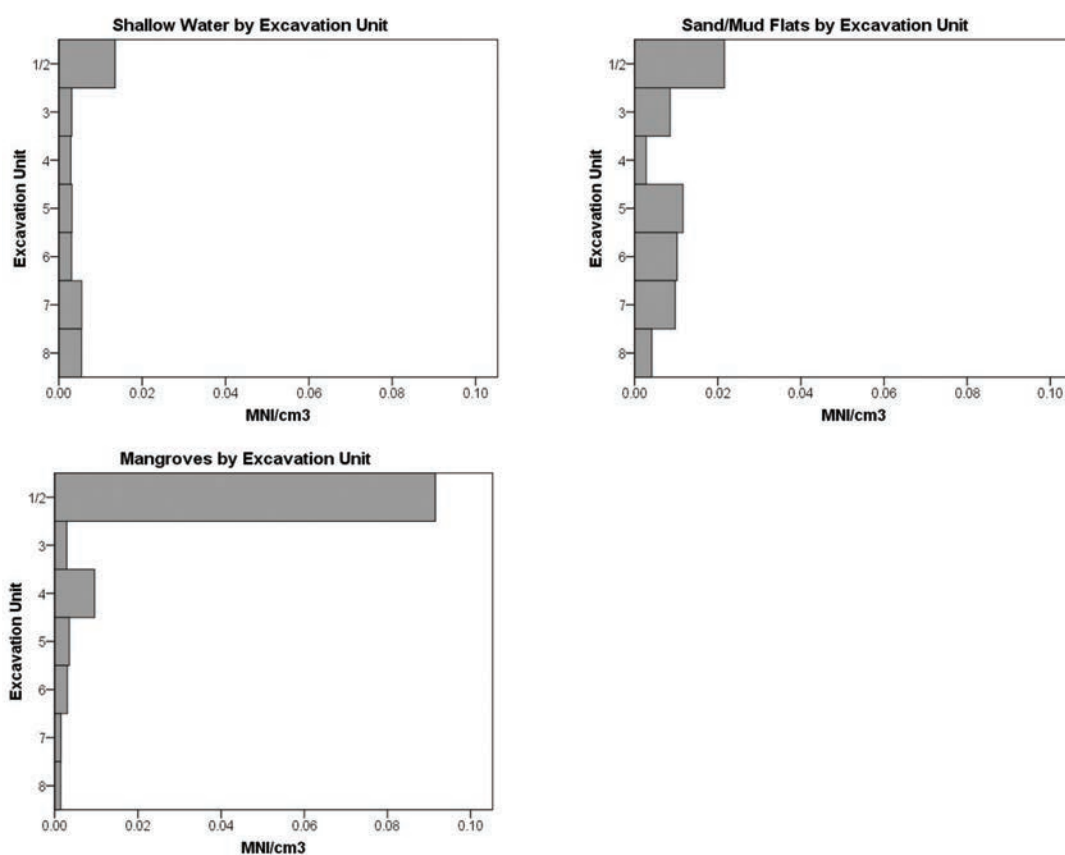 Shallow Water by Excavation Unit
Excavation Unit
1/2
3
4
5
6
7
8
0.00 0.02 0.04 0.06 0.08 0.10
MNI/cm3
Sand/Mud Flats by Excavation Unit
Excavation Unit
1/2
3
4
5
6
7
8
0.00 0.02 0.04 0.06 0.08 0.10
MNI/cm3
Mangroves by Excavation Unit
Excavation Unit
1/2
3
4
5
6
7
8
0.00 0.02 0.04 0.06 0.08 0.10
MNI/cm3